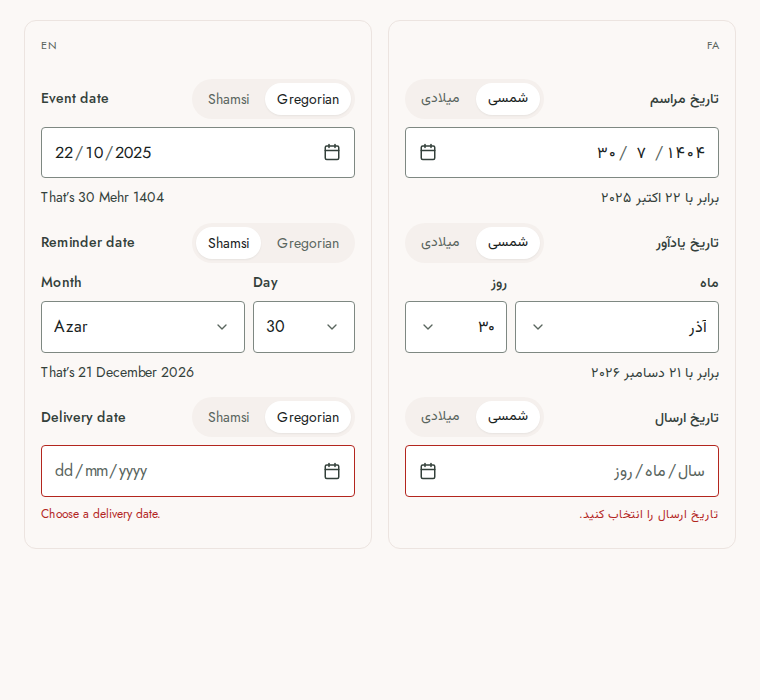 EN
Event date
Shamsi Gregorian
22/10/2025
That's 30 Mehr 1404
Reminder date
Shamsi Gregorian
Month Day
Azar 30
That's 21 December 2026
Delivery date
Shamsi Gregorian
dd/mm/yyyy
Choose a delivery date.
FA
تاریخ مراسم
شمسی میلادی
۱۴۰۴/ ۷ /۳۰
برابر با ۲۲ اکتبر ۲۰۲۵
تاریخ یادآور
شمسی میلادی
ماه روز
آذر ۳۰
برابر با ۲۱ دسامبر ۲۰۲۶
تاریخ ارسال
شمسی میلادی
سال/ماه/روز
تاریخ ارسال را انتخاب کنید.